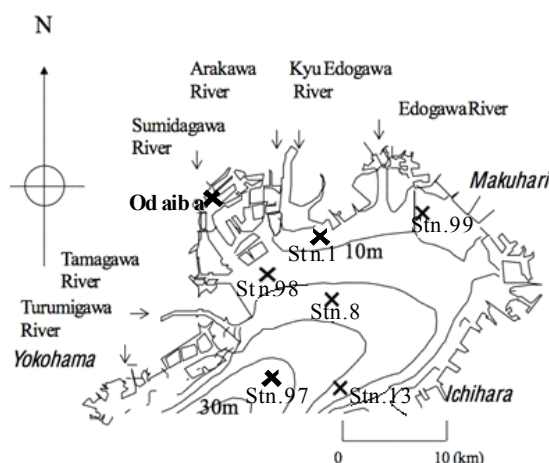 N
Arakawa
River
Kyu Edogawa
River
Edogawa River
Sumidagawa
River
Od aib a
Makuhari
Stn.99
Stn.1 10m
Tamagawa
River
Stn.98
Stn.8
Turumigawa
River
Yokohama
Stn.97
Stn.13
Ichihara
30m
0 10 (km)